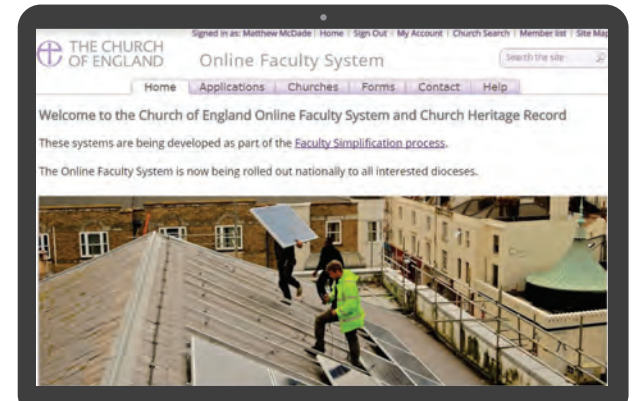 Signed in as: Matthew McDade | Home | Sign Out | My Account | Church Search | Member list | Site Map
THE CHURCH
OF ENGLAND
Online Faculty System
Search the site
Home Applications Churches Forms Contact Help
Welcome to the Church of England Online Faculty System and Church Heritage Record
These systems are being developed as part of the Faculty Simplification process.
The Online Faculty System is now being rolled out nationally to all interested dioceses.